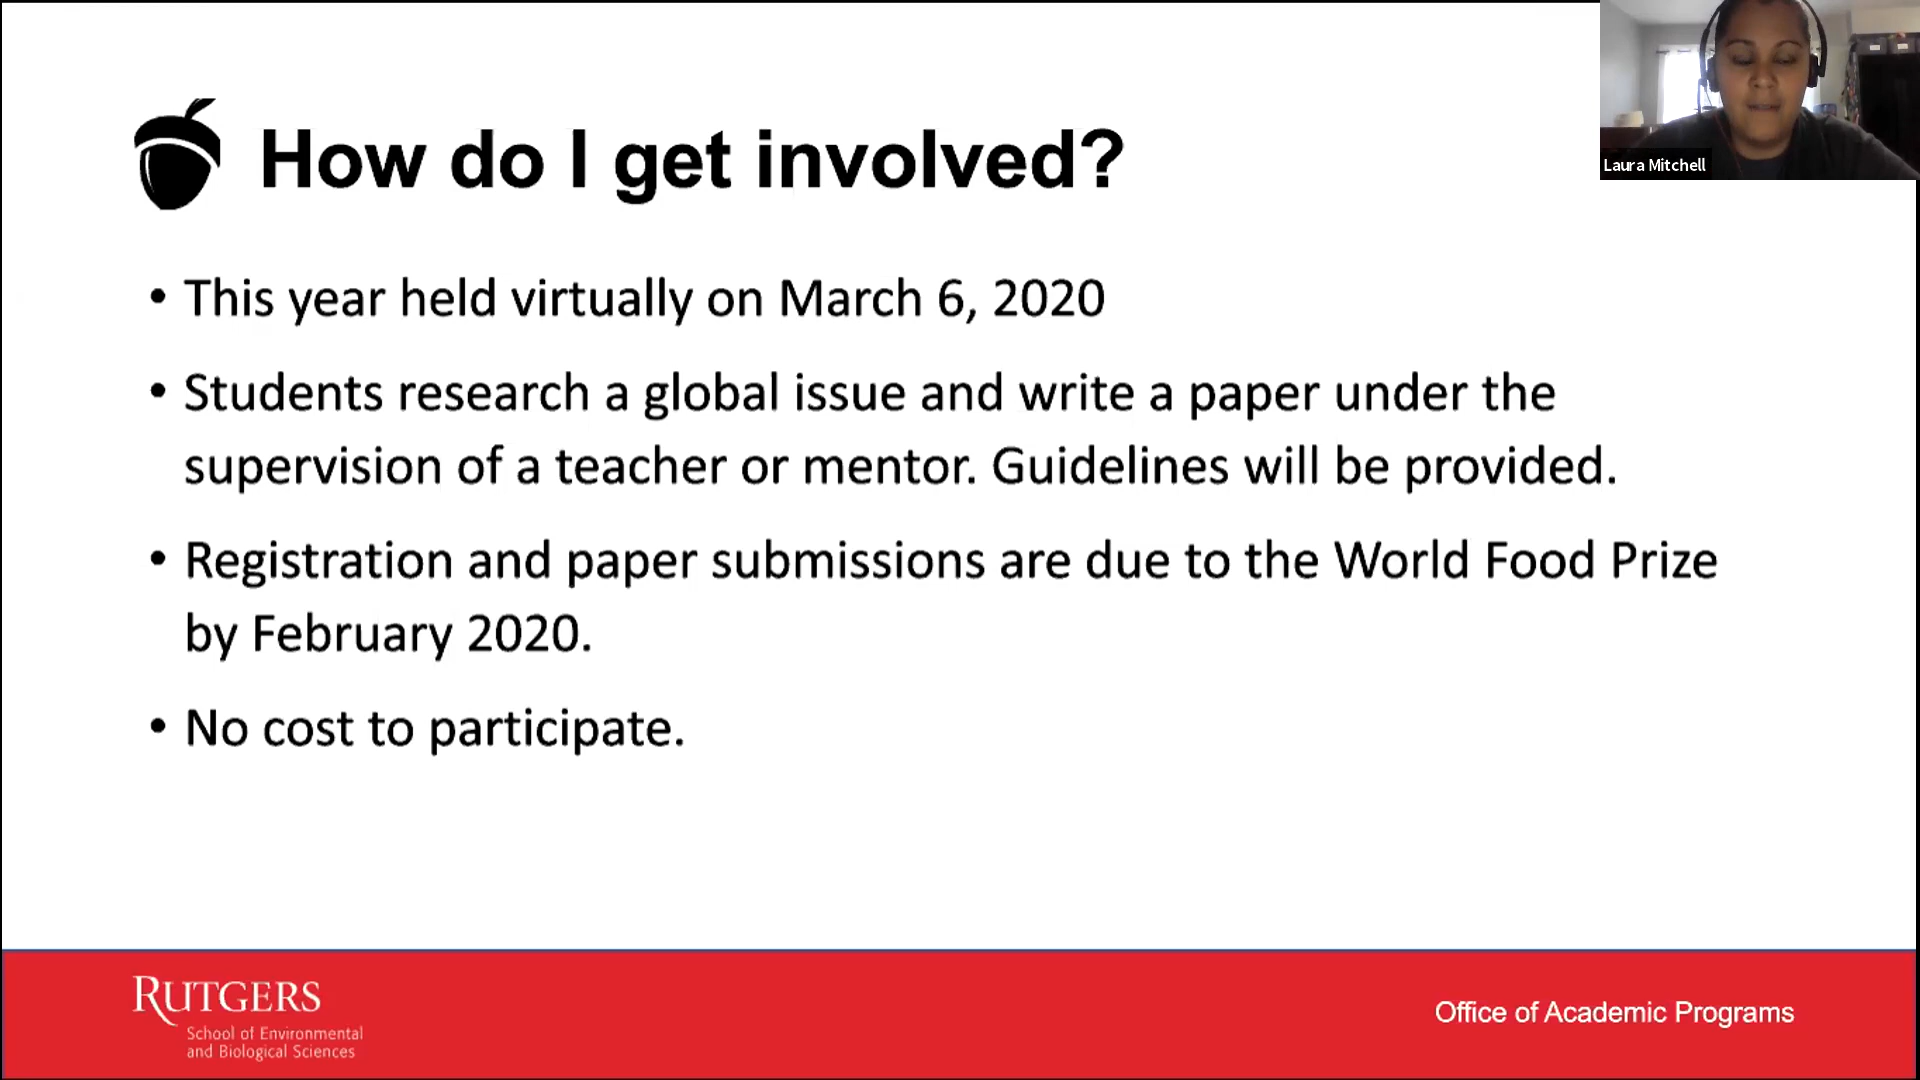 How do I get involved?
Laura Mitchell
• This year held virtually on March 6, 2020
• Students research a global issue and write a paper under the
supervision of a teacher or mentor. Guidelines will be provided.
• Registration and paper submissions are due to the World Food Prize
by February 2020.
• No cost to participate.
RUTGERS
School of Environmental
and Biological Sciences
Office of Academic Programs